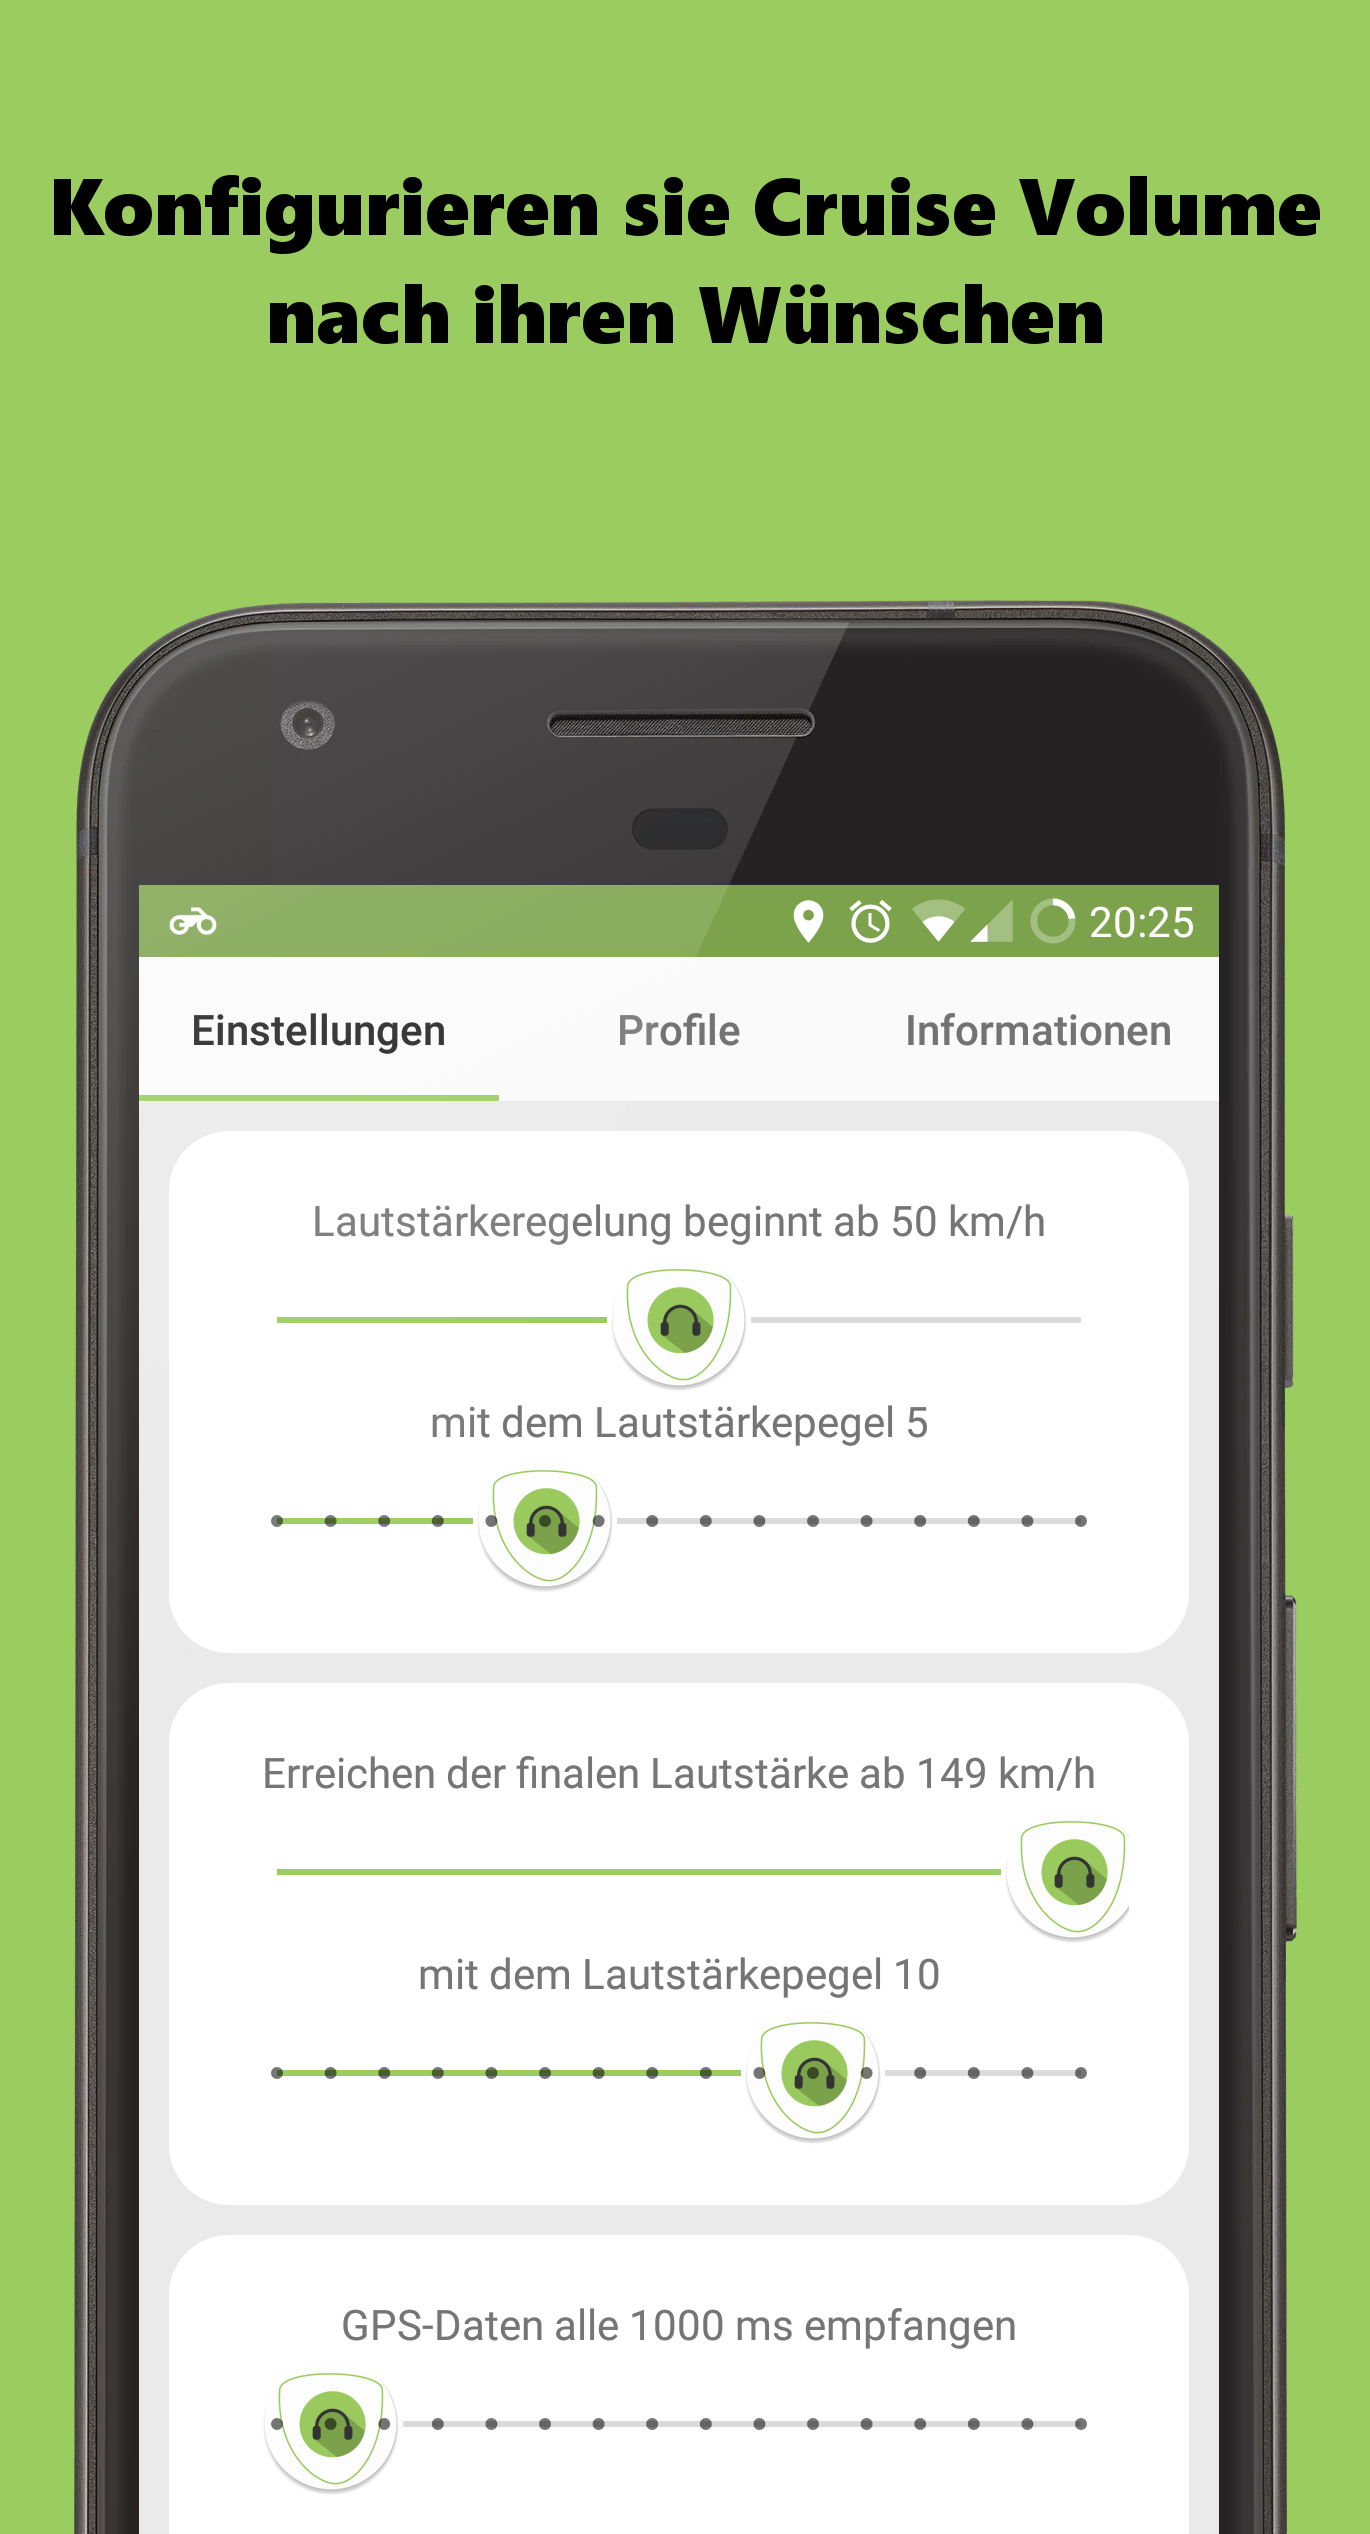 Konfigurieren sie Cruise Volume
nach ihren Wünschen
20:25
Einstellungen Profile Informationen
Lautstärkeregelung beginnt ab 50 km/h
mit dem Lautstärkepegel 5
Erreichen der finalen Lautstärke ab 149 km/h
mit dem Lautstärkepegel 10
GPS-Daten alle 1000 ms empfangen